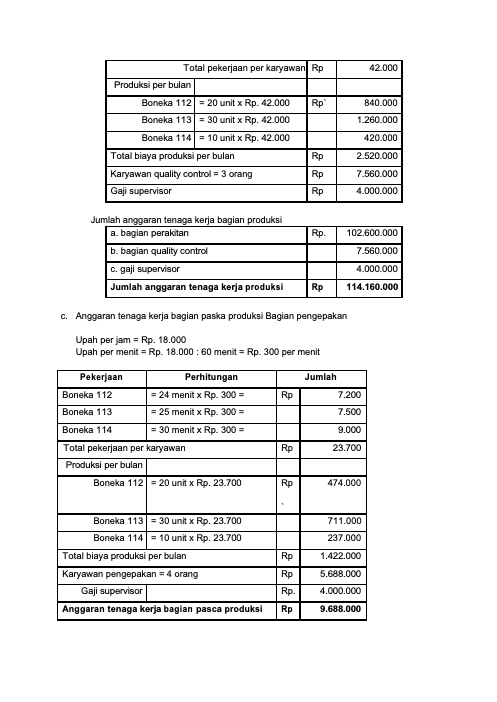 Total pekerjaan per karyawan Rp 42.000
Produksi per bulan
Boneka 112 = 20 unit x Rp. 42.000 Rp` 840.000
Boneka 113 = 30 unit x Rp. 42.000 1.260.000
Boneka 114 = 10 unit x Rp. 42.000 420.000
Total biaya produksi per bulan Rp 2.520.000
Karyawan quality control = 3 orang Rp 7.560.000
Gaji supervisor Rp 4.000.000
Jumlah anggaran tenaga kerja bagian produksi
a. bagian perakitan Rp. 102.600.000
b. bagian quality control 7.560.000
c. gaji supervisor 4.000.000
Jumlah anggaran tenaga kerja produksi Rp 114.160.000
c. Anggaran tenaga kerja bagian paska produksi Bagian pengepakan
Upah per jam = Rp. 18.000
Upah per menit = Rp. 18.000 : 60 menit = Rp. 300 per menit
Pekerjaan Perhitungan Jumlah
Boneka 112 = 24 menit x Rp. 300 = Rp 7.200
Boneka 113 = 25 menit x Rp. 300 = 7.500
Boneka 114 = 30 menit x Rp. 300 = 9.000
Total pekerjaan per karyawan Rp 23.700
Produksi per bulan
Boneka 112 = 20 unit x Rp. 23.700 Rp 474.000
`
Boneka 113 = 30 unit x Rp. 23.700 711.000
Boneka 114 = 10 unit x Rp. 23.700 237.000
Total biaya produksi per bulan Rp 1.422.000
Karyawan pengepakan = 4 orang Rp 5.688.000
Gaji supervisor Rp. 4.000.000
Anggaran tenaga kerja bagian pasca produksi Rp 9.688.000